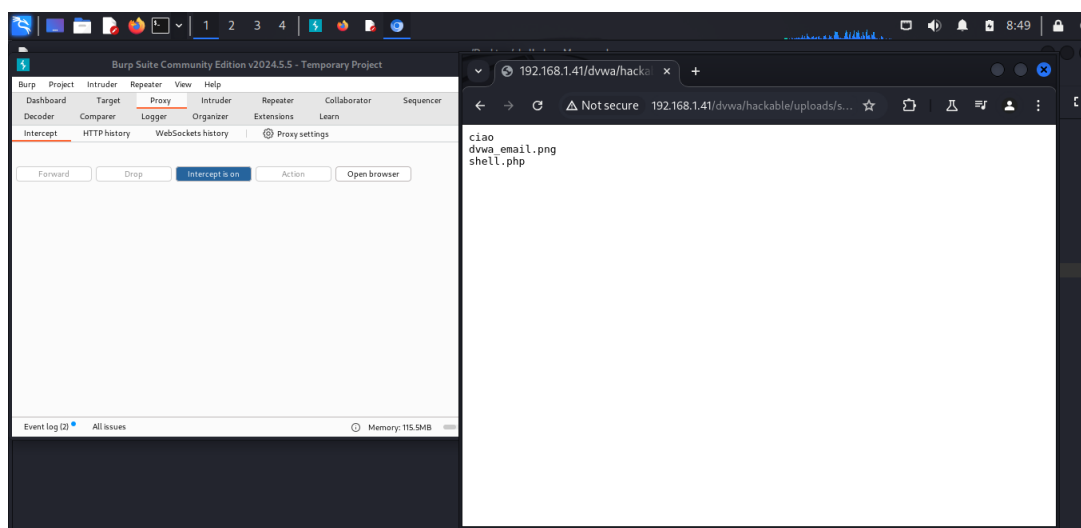 1 2 3 4
8:49
Burp Suite Community Edition v2024.5.5 - Temporary Project
Burp Project Intruder Repeater View Help
Dashboard Target Proxy Intruder Repeater Collaborator Sequencer
Decoder Comparer Logger Organizer Extensions Learn
Intercept HTTP history WebSockets history Proxy settings
Forward Drop Intercept is on Action Open browser
Event log (2) All issues Memory: 115.5MB
192.168.1.41/dvwa/hacka
Not secure 192.168.1.41/dvwa/hackable/uploads/s...
ciao
dvwa_email.png
shell.php